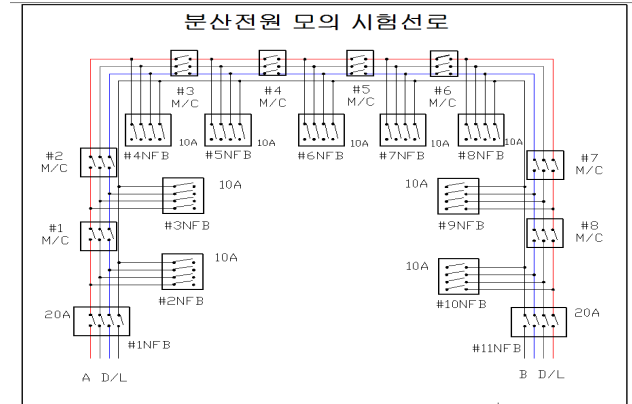 분산전원 모의 시험선로
#3 M/C
#4 M/C
#5 M/C
#6 M/C
#4NFB 10A
#5NFB 10A
#6NFB 10A
#7NFB 10A
#8NFB 10A
#2 M/C
#7 M/C
10A
#3NFB
10A
#9NFB
#1 M/C
#8 M/C
10A
#2NFB
10A
#10NFB
20A
#1NFB
20A
#11NFB
A D/L
B D/L